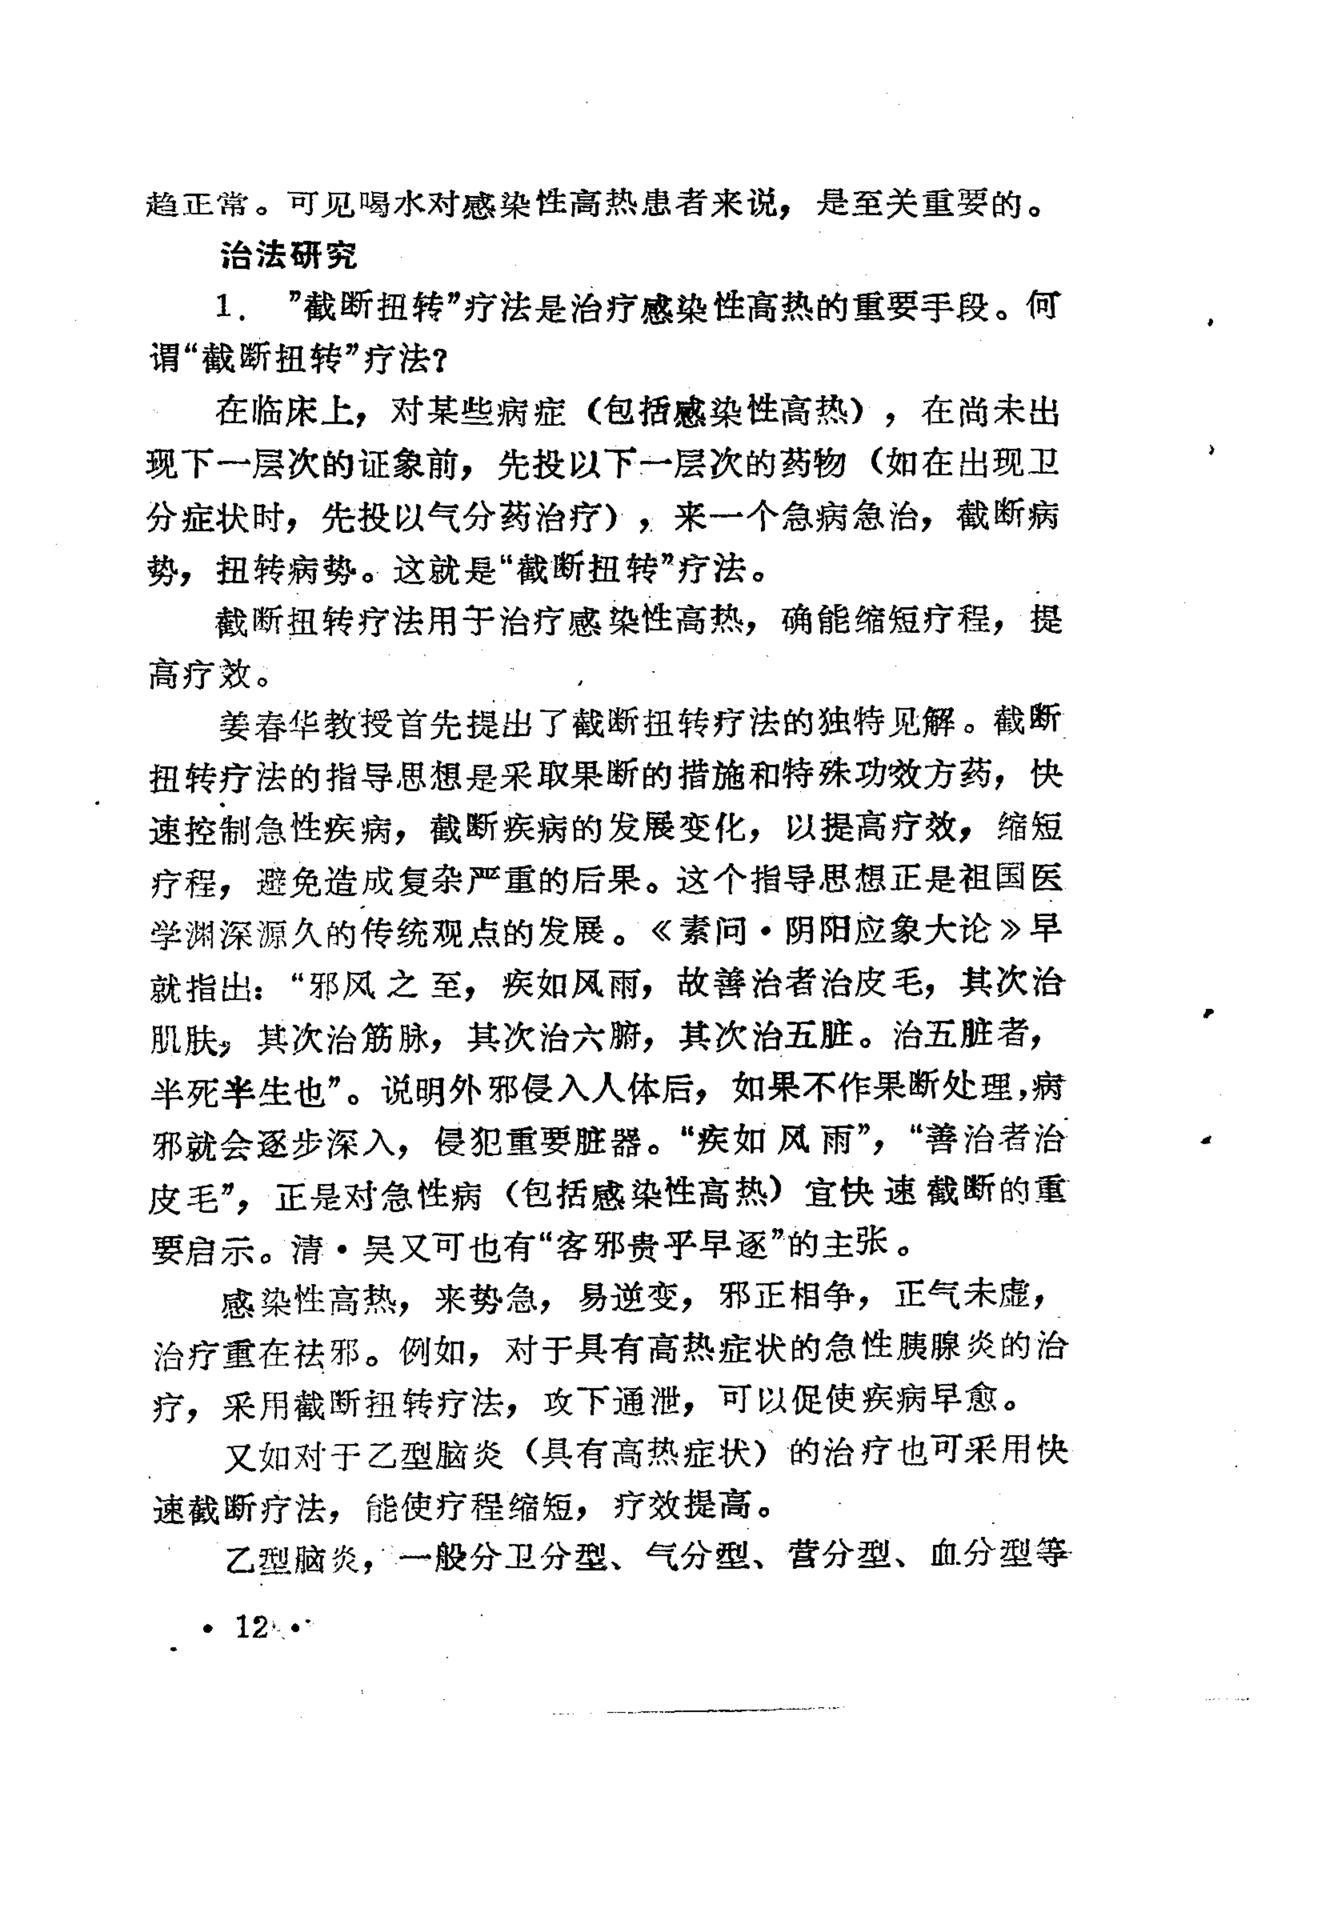 趋正常。可见喝水对感染性高热患者来说，是至关重要的。
治法研究
1． ”截断扭转”疗法是治疗感染性高热的重要手段。何
谓“截断扭转”疗法？
在临床上，对某些病症（包括感染性高热），在尚未出
现下一层次的证象前，先投以下一层次的药物（如在出现卫
分症状时，先投以气分药治疗），来一个急病急治，截断病
势，扭转病势。这就是“截断扭转”疗法。
截断扭转疗法用于治疗感染性高热，确能缩短疗程，提
高疗效。
姜春华教授首先提出了截断扭转疗法的独特见解。截断
扭转疗法的指导思想是采取果断的措施和特殊功效方药，快
速控制急性疾病，截断疾病的发展变化，以提高疗效，缩短
疗程，避免造成复杂严重的后果。这个指导思想正是祖国医
学渊深源久的传统观点的发展。《素问·阴阳应象大论》早
就指出：“邪风之至，疾如风雨，故善治者治皮毛，其次治
肌肤，其次治筋脉，其次治六腑，其次治五脏。治五脏者，
半死半生也”。说明外邪侵入人体后，如果不作果断处理，病
邪就会逐步深入，侵犯重要脏器。“疾如风雨”，“善治者治
皮毛”，正是对急性病（包括感染性高热）宜快速截断的重
要启示。清·吴又可也有“客邪贵乎早逐”的主张。
感染性高热，来势急，易逆变，邪正相争，正气未虚，
治疗重在祛邪。例如，对于具有高热症状的急性胰腺炎的治
疗，采用截断扭转疗法，攻下通泄，可以促使疾病早愈。
又如对于乙型脑炎（具有高热症状）的治疗也可采用快
速截断疗法，能使疗程缩短，疗效提高。
乙型脑炎，一般分卫分型、气分型、营分型、血分型等
·12·